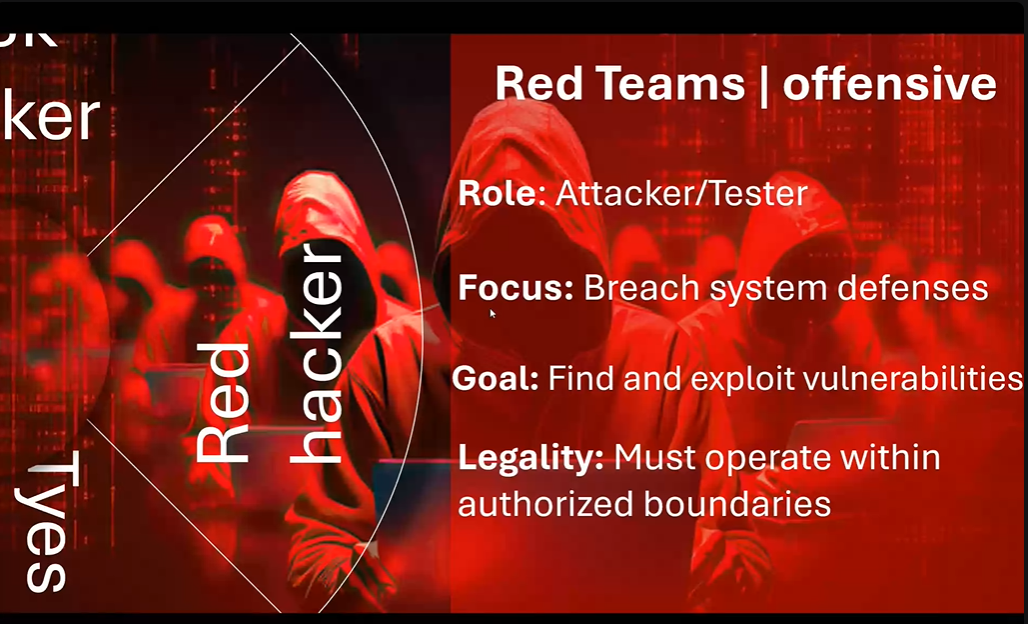 ker
Tyes
Red
hacker
Red Teams | offensive
Role: Attacker/Tester
Focus: Breach system defenses
Goal: Find and exploit vulnerabilities
Legality: Must operate within
authorized boundaries